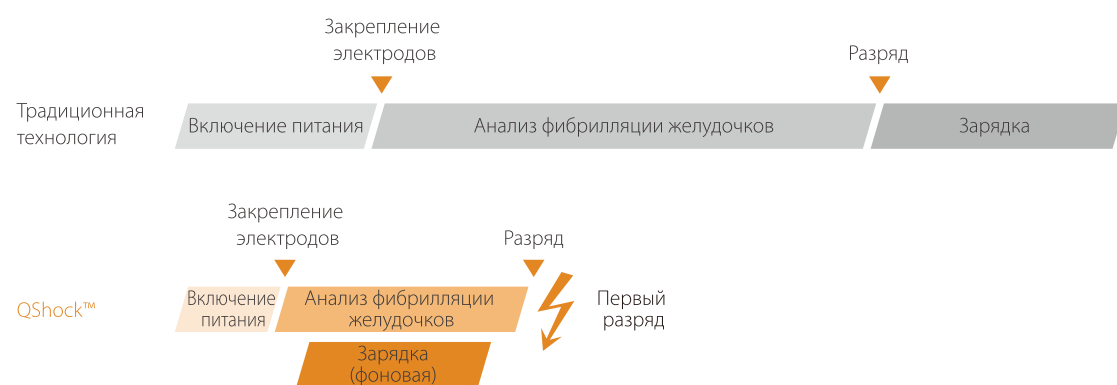 Закрепление
электродов
Разряд
Традиционная
технология
Включение питания
Анализ фибрилляции желудочков
Зарядка
Закрепление
электродов
Разряд
QShock™
Включение
питания
Анализ фибрилляции
желудочков
Первый
разряд
Зарядка
(фоновая)